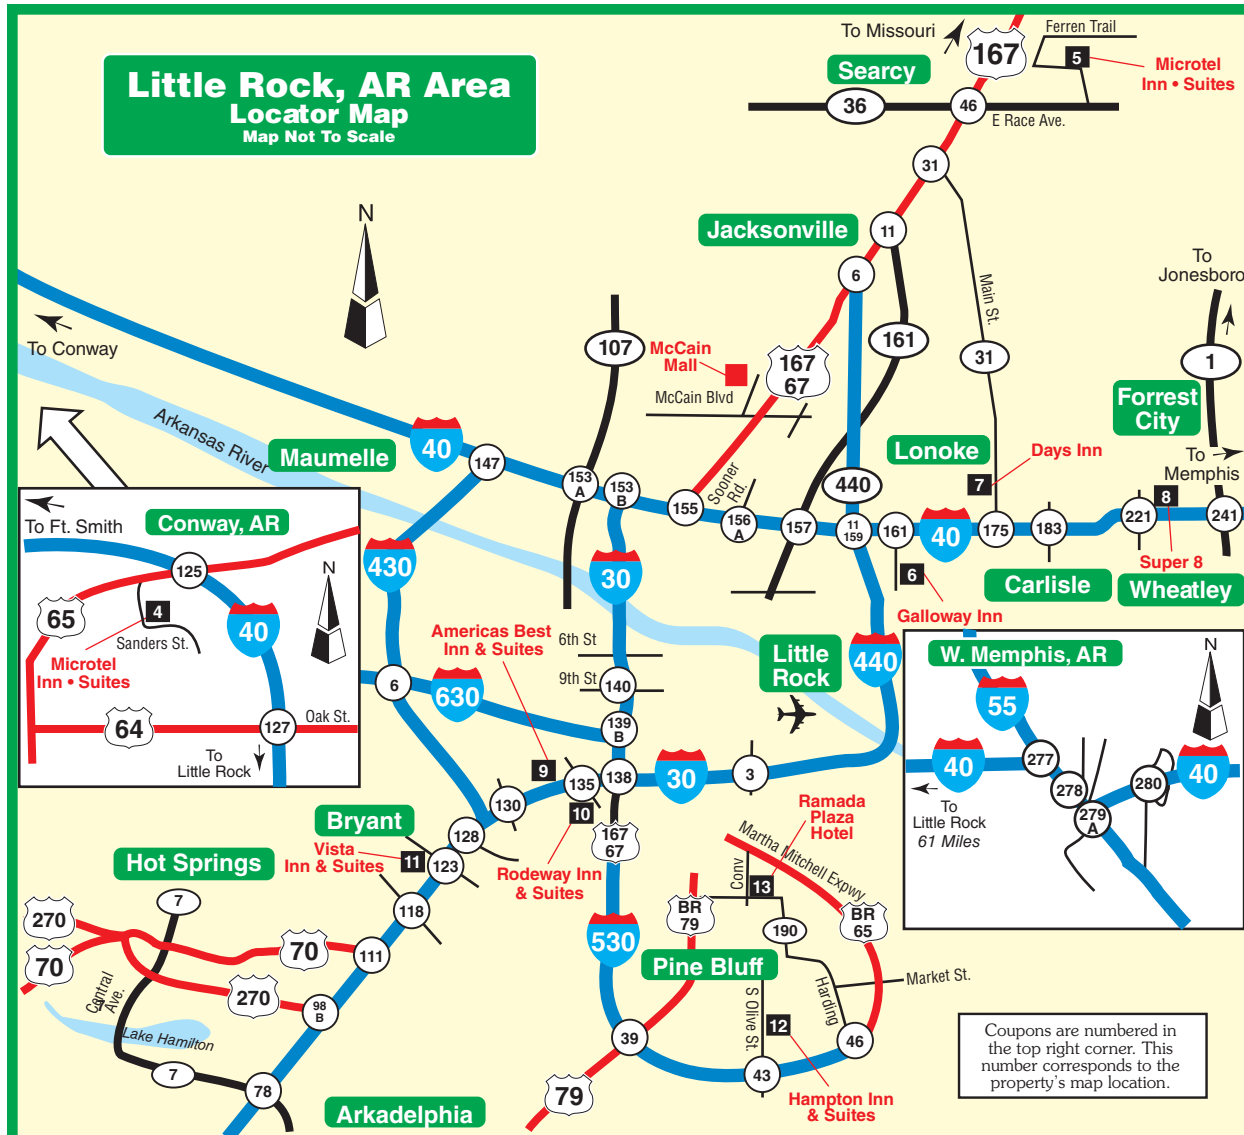 Little Rock, AR Area
Locator Map
Map Not To Scale
To Missouri
167
Ferren Trail
5
Microtel
Inn • Suites
Searcy
36
46
E Race Ave.
31
N
Jacksonville
11
6
Main St.
To
Jonesboro
To Conway
107
161
31
1
McCain
Mall
167
67
McCain Blvd
Forrest
City
Arkansas River
Maumelle
40
147
153
A
153
B
155
Sooner
Rd.
156
A
157
440
11
159
161
40
Lonoke
7
Days Inn
175
183
221
8
241
To
Memphis
Super 8
Carlisle
Wheatley
6
Galloway Inn
To Ft. Smith
Conway, AR
125
N
65
4
Sanders St.
40
Microtel
Inn • Suites
64
127
Oak St.
To
Little Rock
430
30
Americas Best
Inn & Suites
6th St
9th St
140
6
630
139
B
Little
Rock
440
9
135
138
30
3
10
130
Rodeway Inn
& Suites
W. Memphis, AR
N
55
40
277
278
279
A
280
40
To
Little Rock
61 Miles
Bryant
128
Vista
Inn & Suites
11
123
118
Hot Springs
7
270
70
70
111
270
98
B
Central
Ave.
Lake Hamilton
7
78
Arkadelphia
167
67
530
Ramada
Plaza
Hotel
Martha Mitchell Expwy
Conv
13
BR
79
190
BR
65
Pine Bluff
Harding
Market St.
S Olive St.
12
39
43
46
79
Hampton Inn
& Suites
Coupons are numbered in
the top right corner. This
number corresponds to the
property's map location.